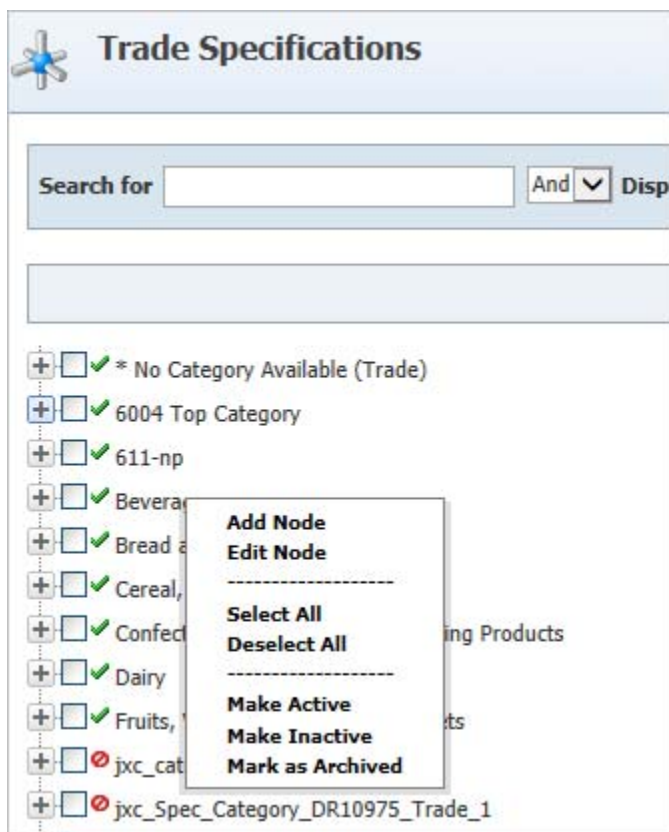 Trade Specifications
Search for And Disp
* No Category Available (Trade)
6004 Top Category
611-np
Beverag
Bread a
Cereal,
Confect ing Products
Dairy
Fruits, ts
jxc_cat
jxc_Spec_Category_DR10975_Trade_1
Add Node
Edit Node
-------------------
Select All
Deselect All
-------------------
Make Active
Make Inactive
Mark as Archived